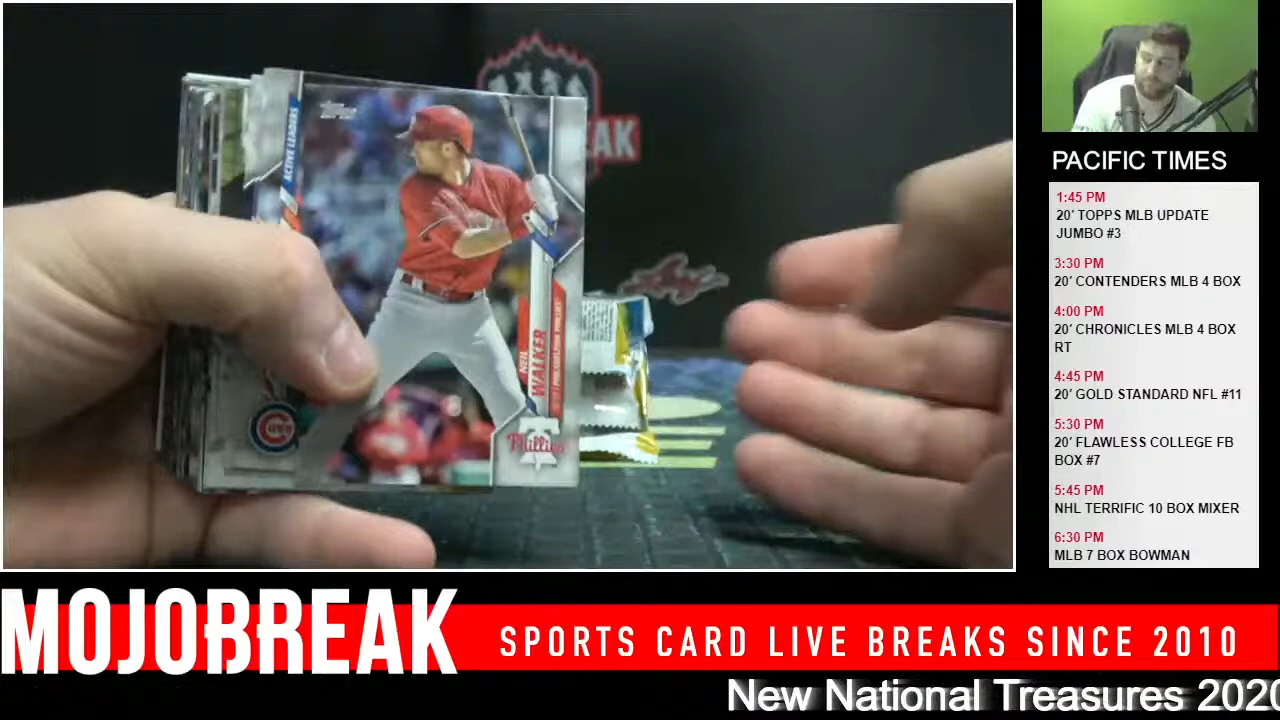 Topps
ACTIVE LEADERS
NEIL
WALKER
PHILADELPHIA PHILLIES
Phillies
EAK
PACIFIC TIMES
1:45 PM
20' TOPPS MLB UPDATE
JUMBO #3
3:30 PM
20' CONTENDERS MLB 4 BOX
4:00 PM
20' CHRONICLES MLB 4 BOX
RT
4:45 PM
20' GOLD STANDARD NFL #11
5:30 PM
20' FLAWLESS COLLEGE FB
BOX #7
5:45 PM
NHL TERRIFIC 10 BOX MIXER
6:30 PM
MLB 7 BOX BOWMAN
MOJOBREAK
SPORTS CARD LIVE BREAKS SINCE 2010
New National Treasures 2020